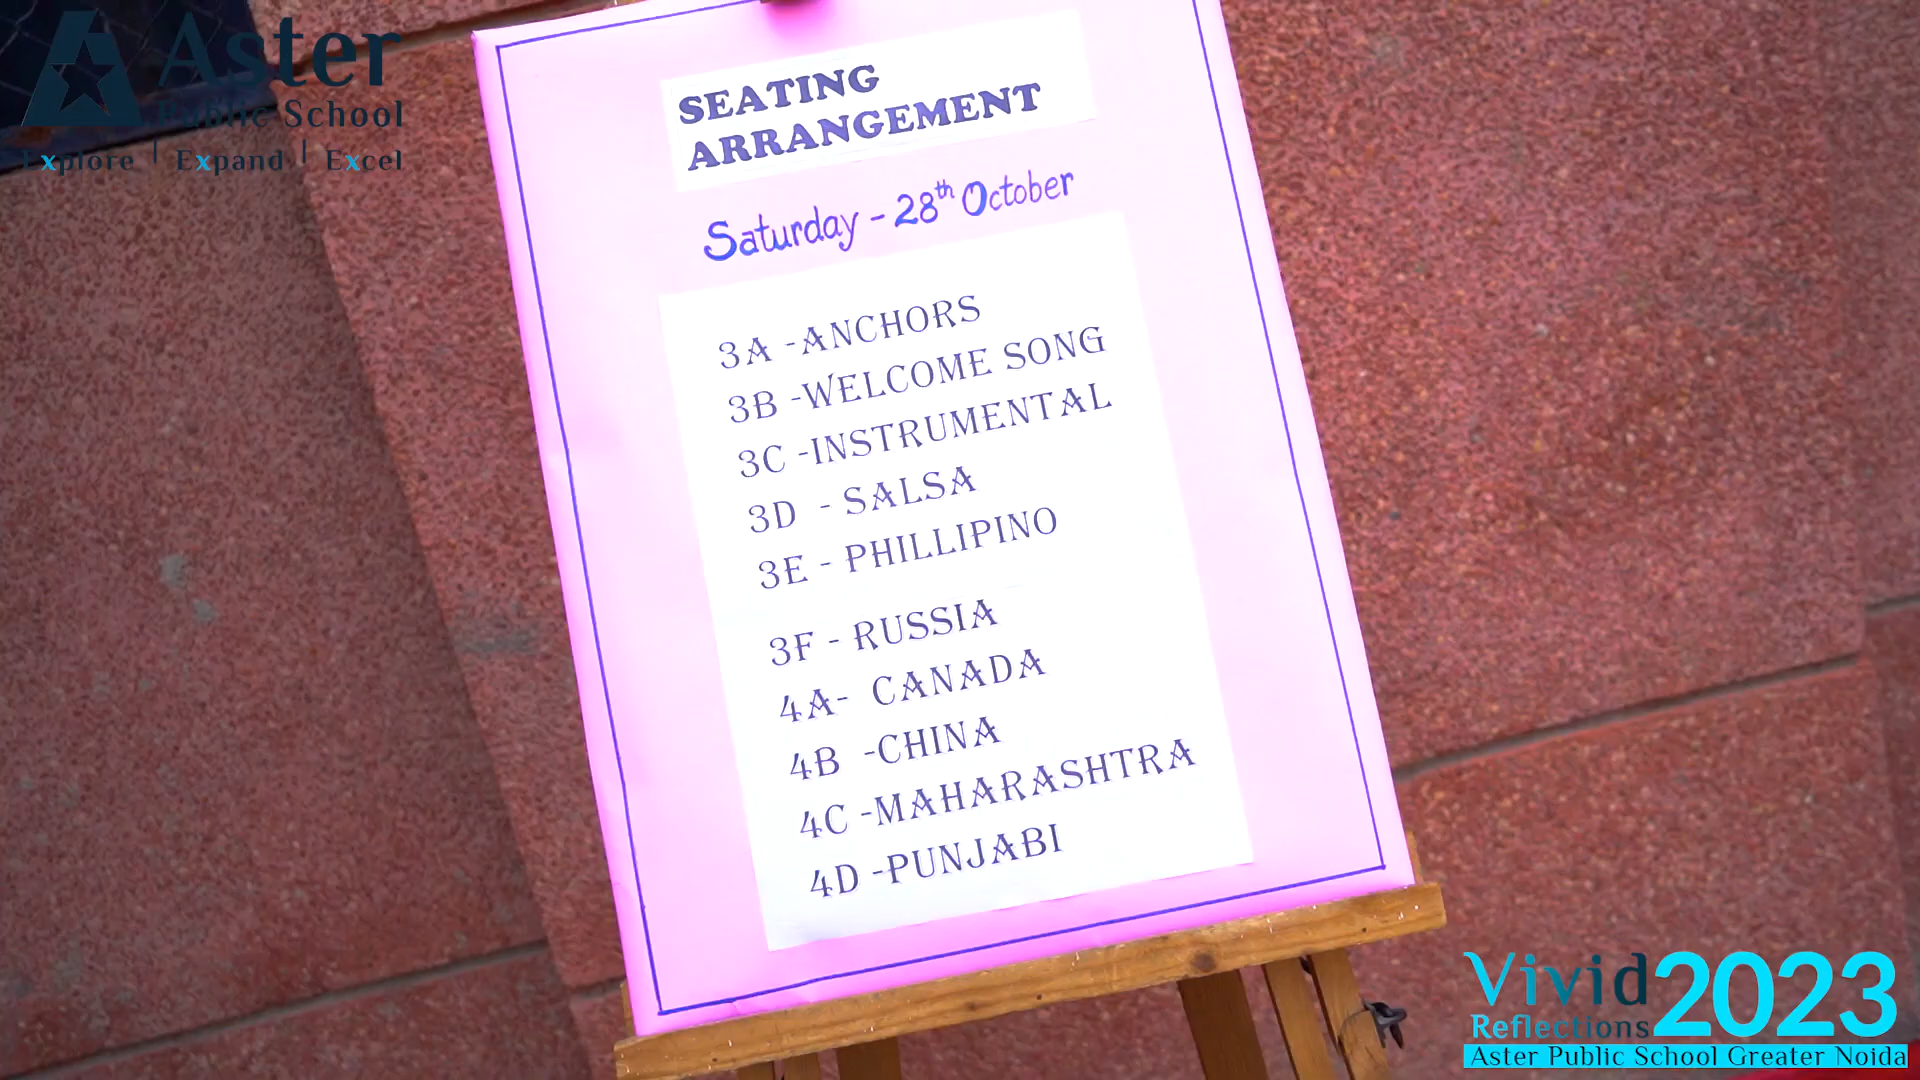 Aster
Public School
Explore | Expand | Excel
SEATING
ARRANGEMENT
Saturday - 28th October
3A -ANCHORS
3B -WELCOME SONG
3C -INSTRUMENTAL
3D - SALSA
3E - PHILLIPINO
3F - RUSSIA
4A- CANADA
4B -CHINA
4C -MAHARASHTRA
4D -PUNJABI
Vivid
Reflections
2023
Aster Public School Greater Noida